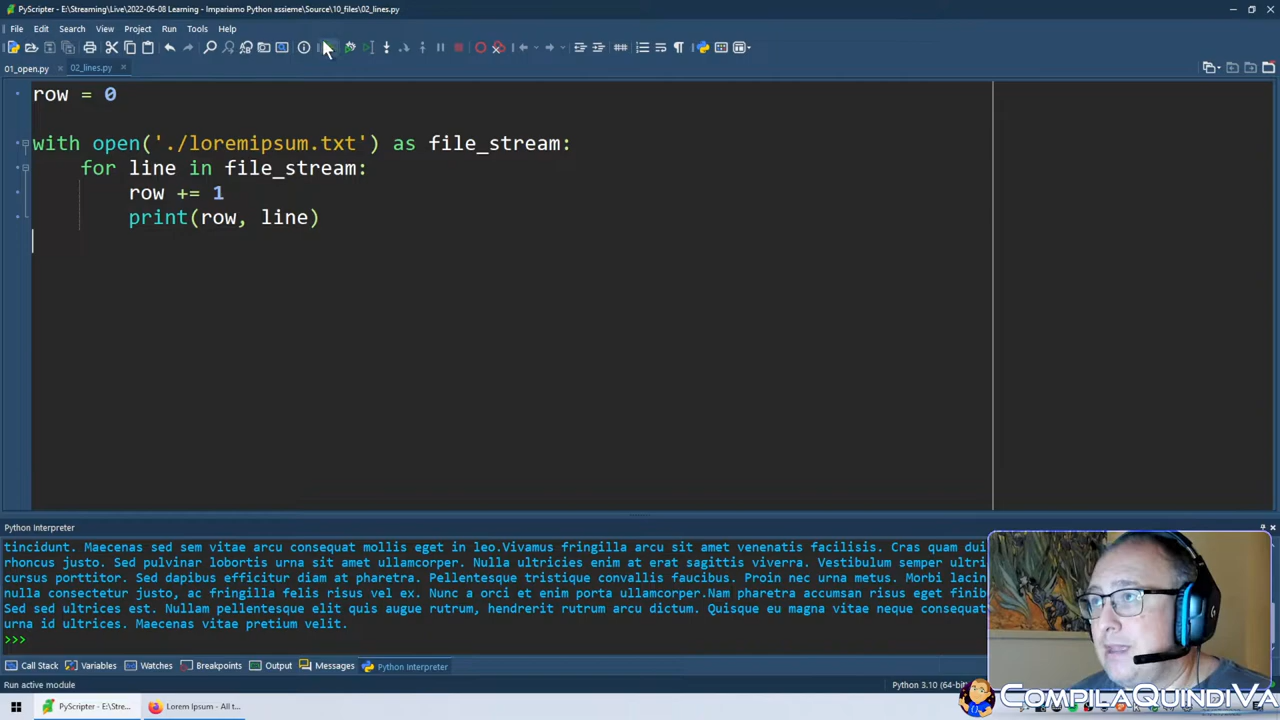 PyScripter - E:\Streaming\Live\2022-06-08 Learning - Impariamo Python assieme\Source\10_files\02_lines.py
File Edit Search View Project Run Tools Help
01_open.py 02_lines.py
row = 0
with open('./loremipsum.txt') as file_stream:
for line in file_stream:
row += 1
print(row, line)
Python Interpreter
tincidunt. Maecenas sed sem vitae arcu consequat mollis eget in leo.Vivamus fringilla arcu sit amet venenatis facilisis. Cras quam dui
rhoncus justo. Sed pulvinar lobortis urna sit amet ullamcorper. Nulla ultricies enim at erat sagittis viverra. Vestibulum semper ultri
cursus porttitor. Sed dapibus efficitur diam at pharetra. Pellentesque tristique convallis faucibus. Proin nec urna metus. Morbi lacin
nulla consectetur justo, ac fringilla felis risus vel ex. Nunc a orci et enim porta ullamcorper.Nam pharetra accumsan risus eget finib
Sed sed ultrices est. Nullam pellentesque elit quis augue rutrum, hendrerit rutrum arcu dictum. Quisque eu magna vitae neque consequat
urna id ultrices. Maecenas vitae pretium velit.
>>>
Call Stack Variables Watches Breakpoints Output Messages Python Interpreter
Run active module Python 3.10 (64-bit
PyScripter - E:\Stre... Lorem Ipsum - All t...
COMPILAQUINDIVA